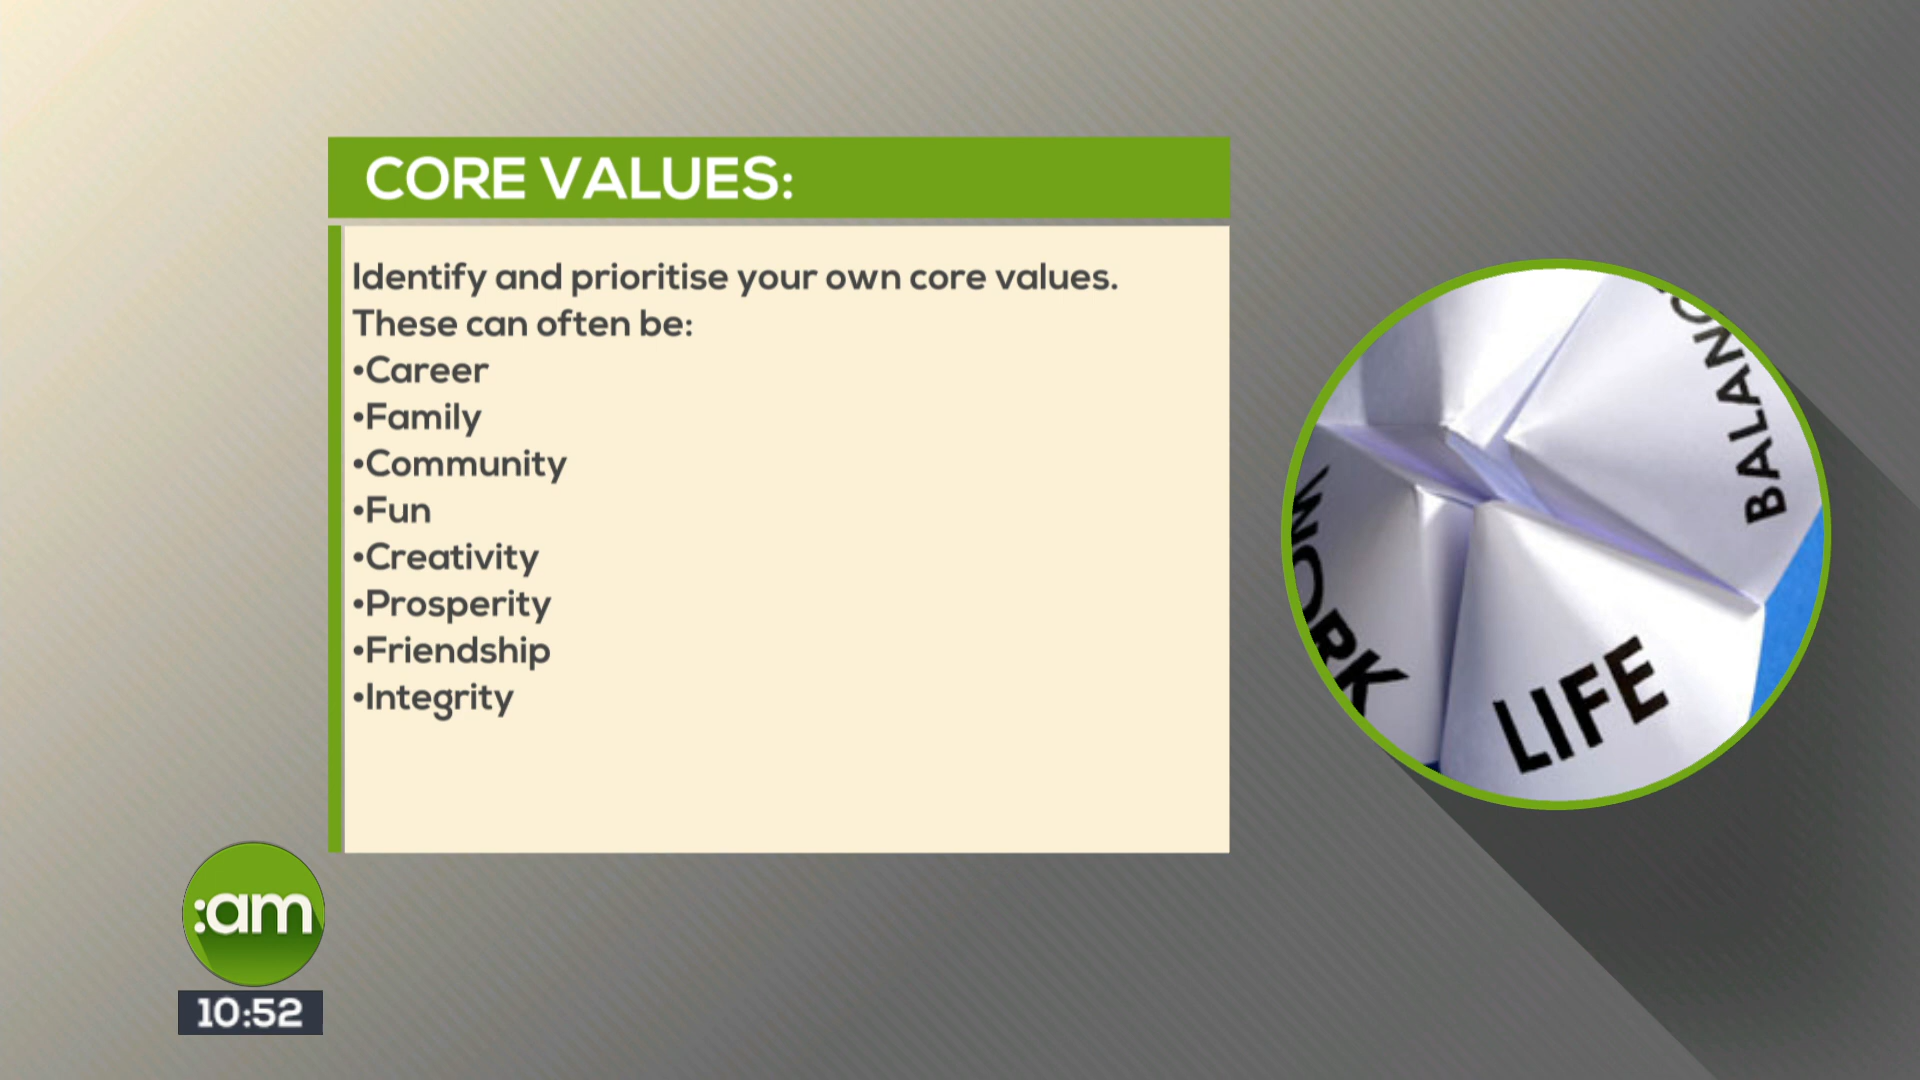 CORE VALUES:
Identify and prioritise your own core values.
These can often be:
•Career
•Family
•Community
•Fun
•Creativity
•Prosperity
•Friendship
•Integrity
BALANC
WORK
LIFE
:am
10:52